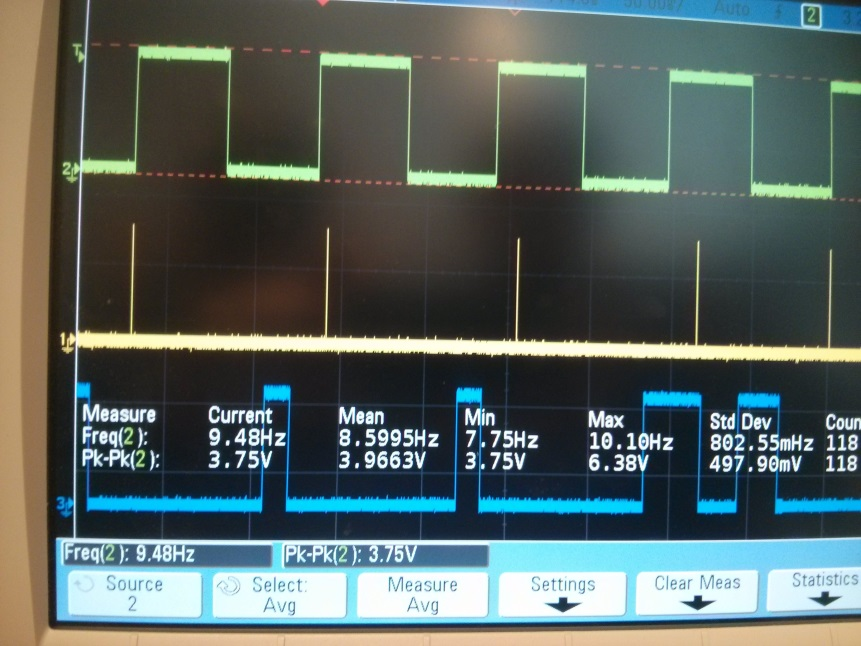 50.00%/ Auto 2
T
2
1
Measure Current Mean Min Max Std Dev
Freq(2): 9.48Hz 8.5995Hz 7.75Hz 10.10Hz 802.55mHz 118
Pk-Pk(2): 3.75V 3.9663V 3.75V 6.38V 497.90mV 118
3
Freq(2): 9.48Hz Pk-Pk(2): 3.75V
Source Select: Measure Settings Clear Meas Statistics
2 Avg Avg